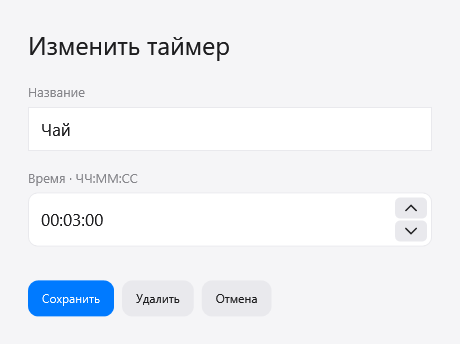 Изменить таймер
Название
Чай
Время · ЧЧ:ММ:СС
00:03:00
Сохранить
Удалить
Отмена